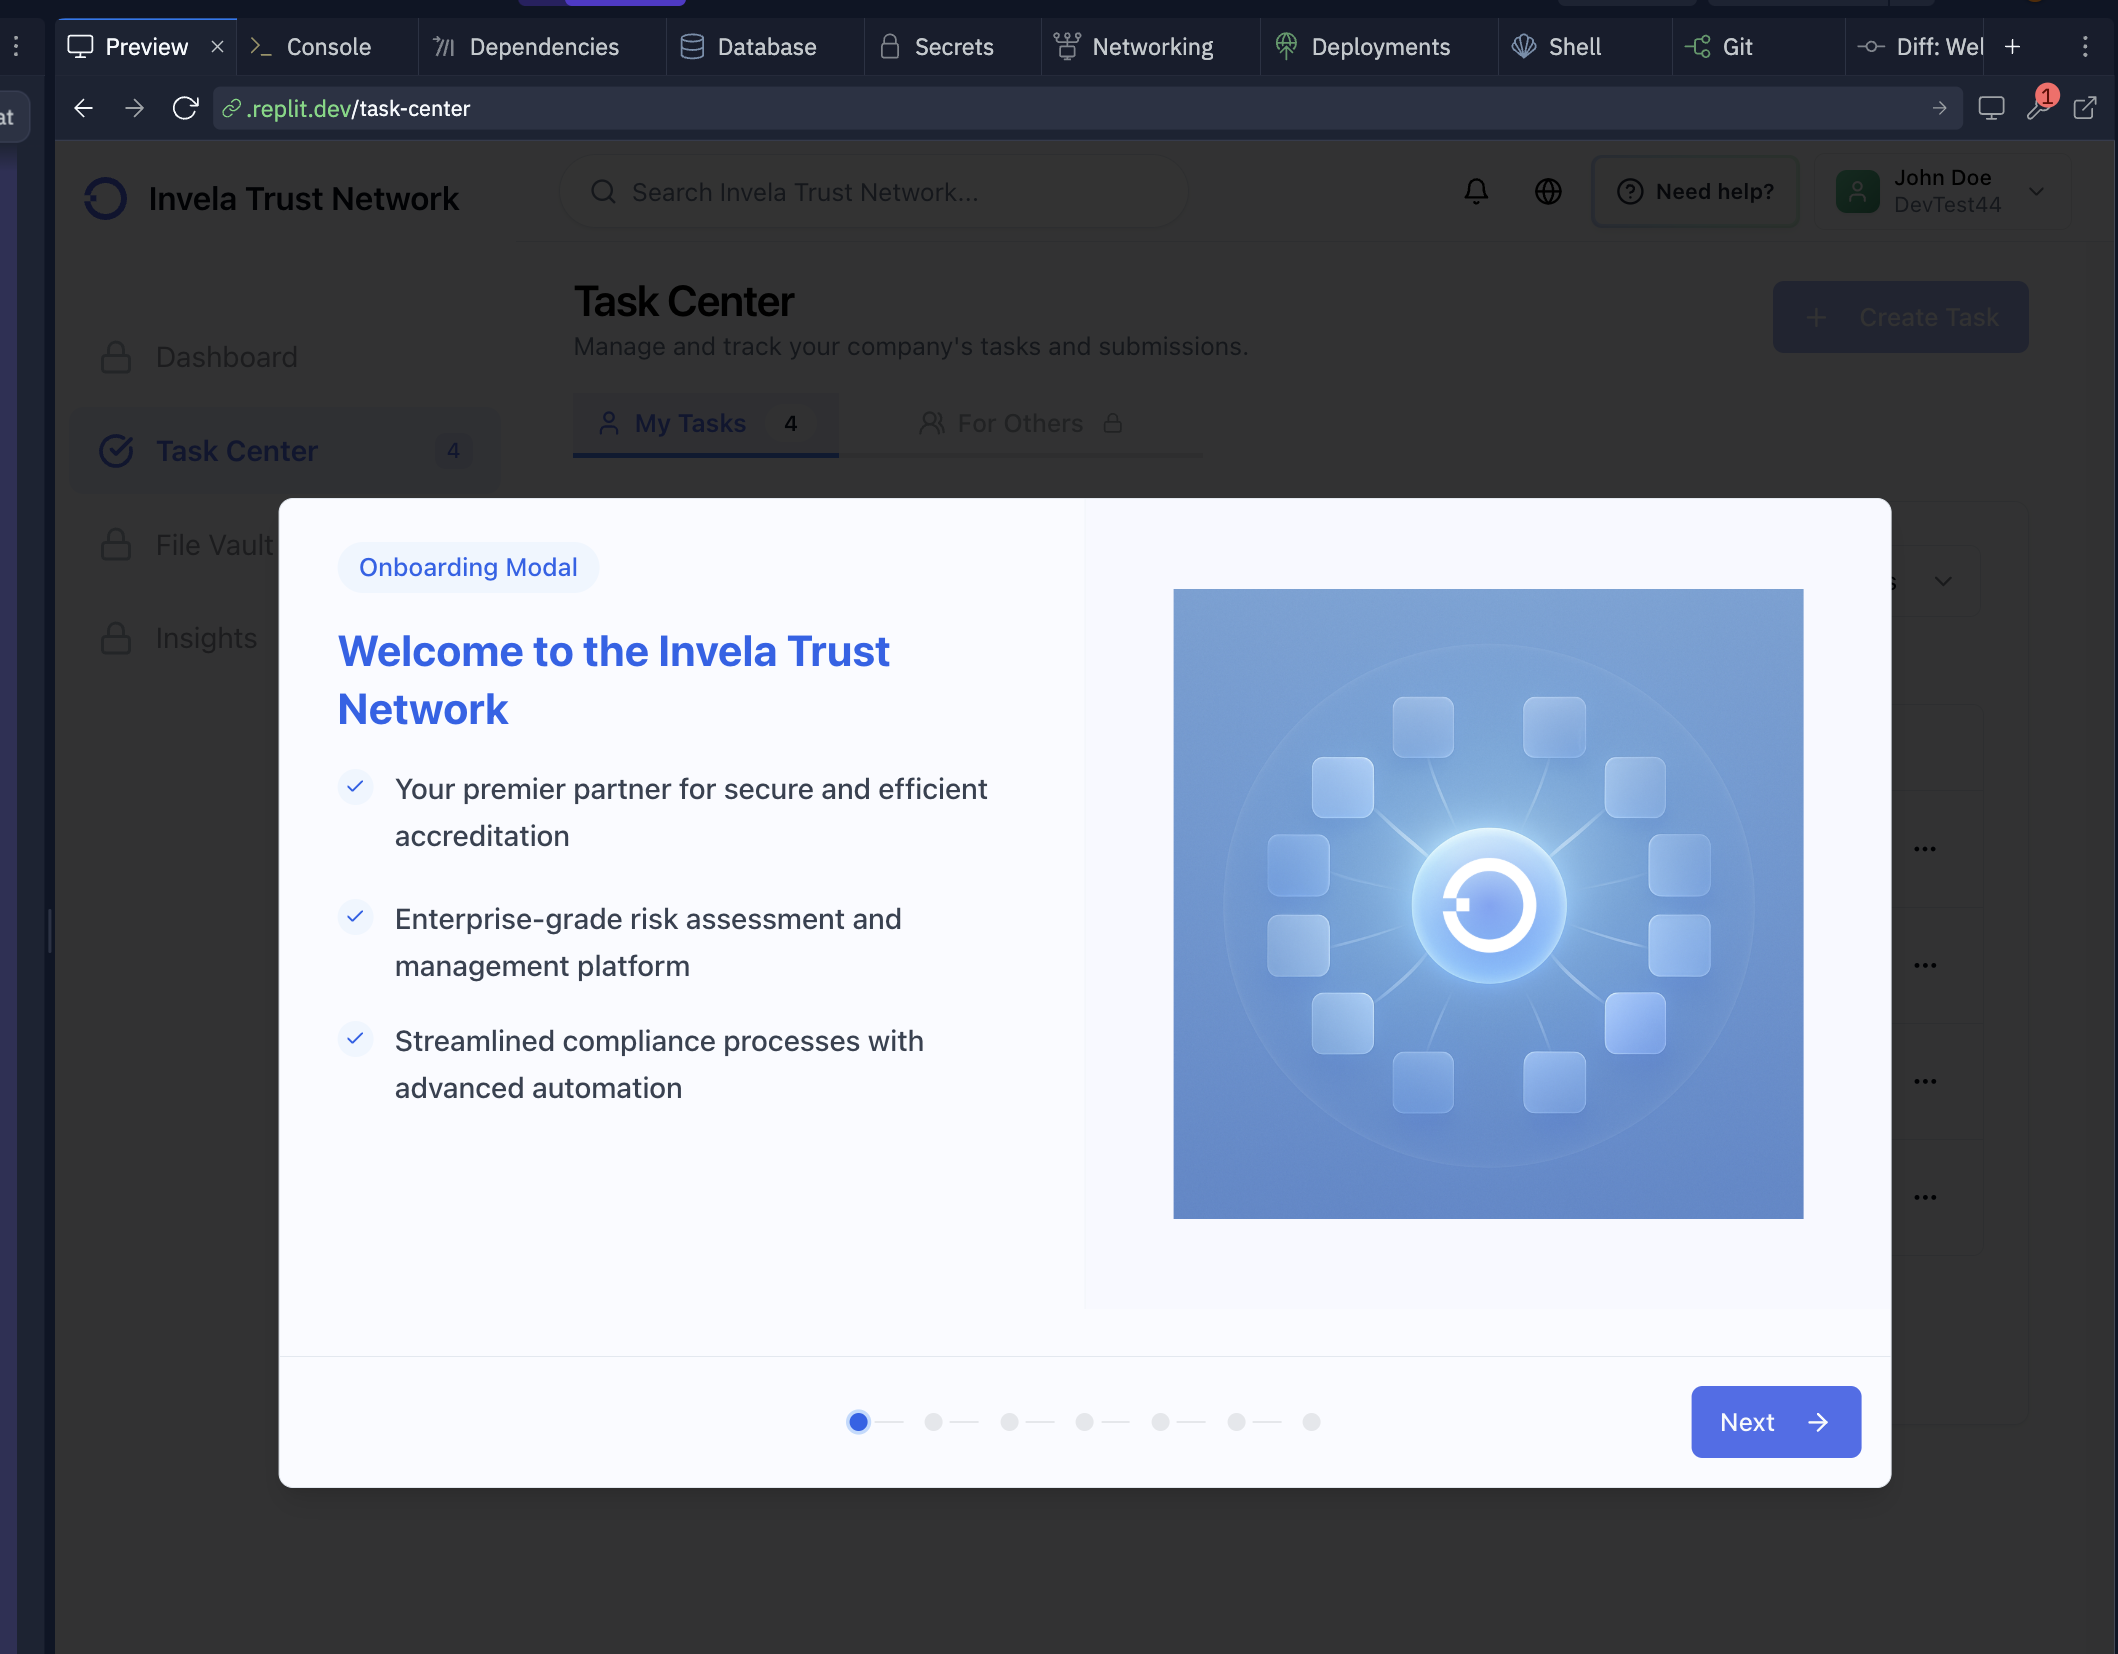 Preview
Console
Dependencies
Database
Secrets
Networking
Deployments
Shell
Git
Diff: Wel
at
.replit.dev/task-center
1
Invela Trust Network
Search Invela Trust Network...
Need help?
John Doe
DevTest44
Dashboard
Task Center 4
File Vault
Insights
Task Center
Manage and track your company's tasks and submissions.
Create Task
My Tasks 4
For Others
s
Onboarding Modal
Welcome to the Invela Trust
Network
Your premier partner for secure and efficient
accreditation
Enterprise-grade risk assessment and
management platform
Streamlined compliance processes with
advanced automation
Next